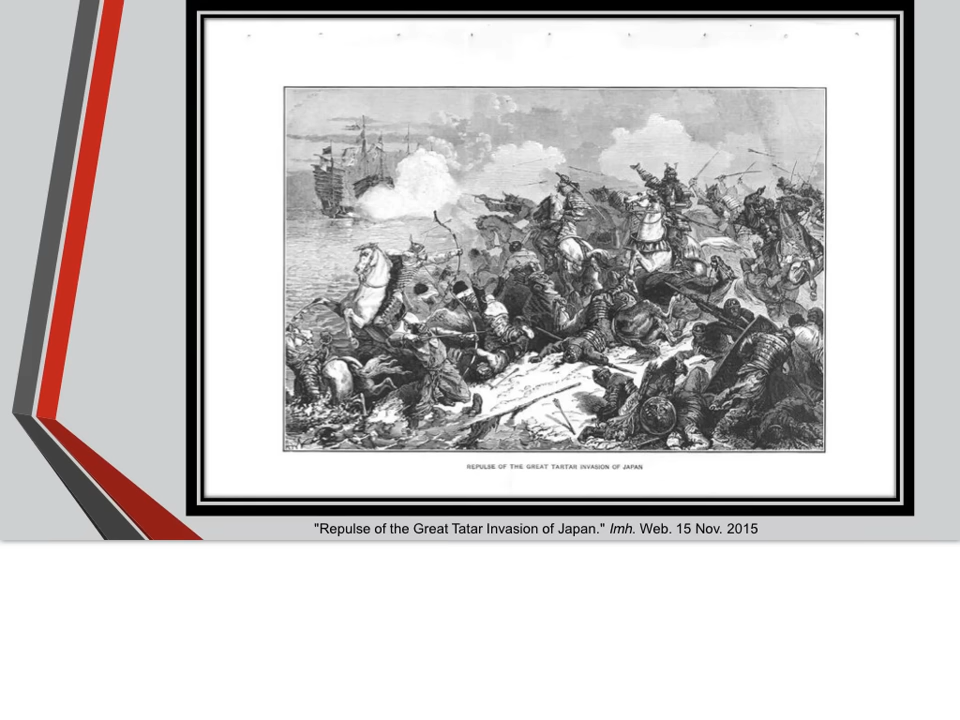 REPULSE OF THE GREAT TARTAR INVASION OF JAPAN
"Repulse of the Great Tatar Invasion of Japan." Imh. Web. 15 Nov. 2015